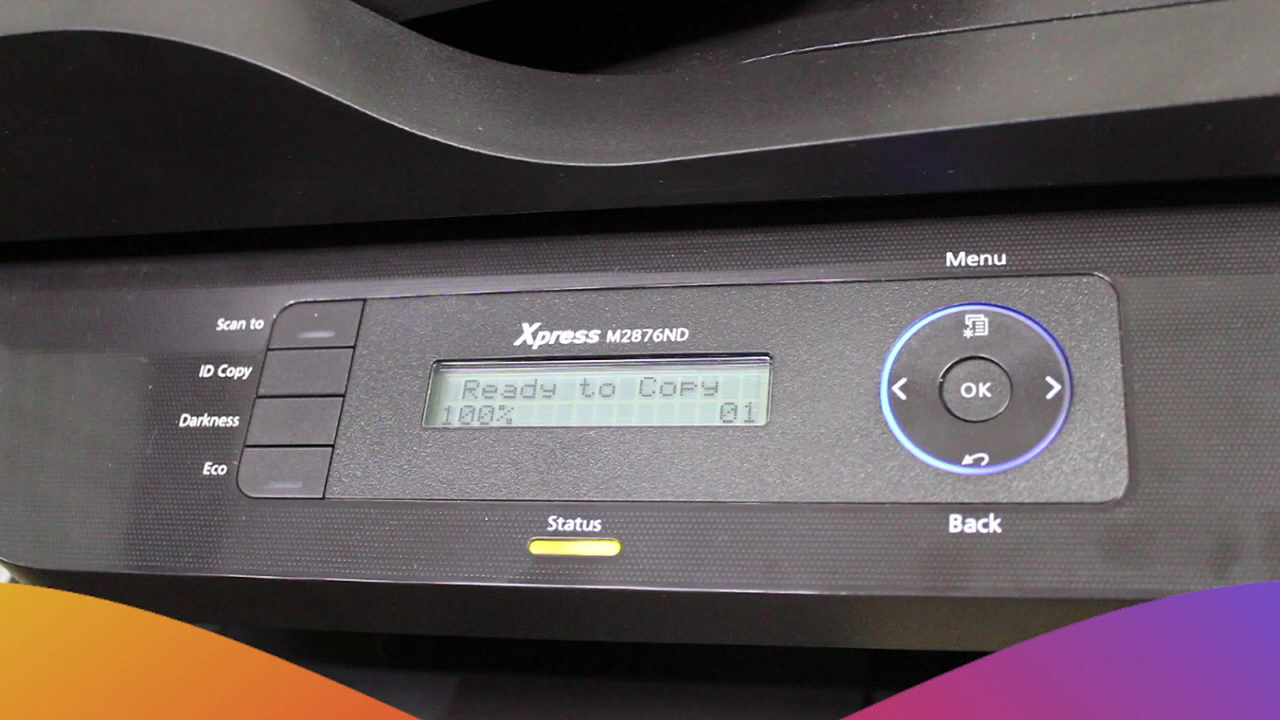 Menu
Scan to
Xpress M2876ND
ID Copy
Ready to Copy
OK
100% 01
Darkness
Eco
Status
Back